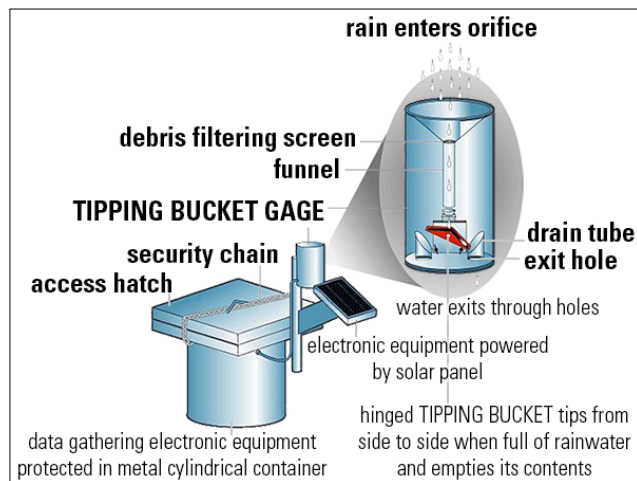 rain enters orifice
debris filtering screen
funnel
TIPPING BUCKET GAGE
drain tube
exit hole
security chain
access hatch
water exits through holes
electronic equipment powered
by solar panel
data gathering electronic equipment
protected in metal cylindrical container
hinged TIPPING BUCKET tips from
side to side when full of rainwater
and empties its contents